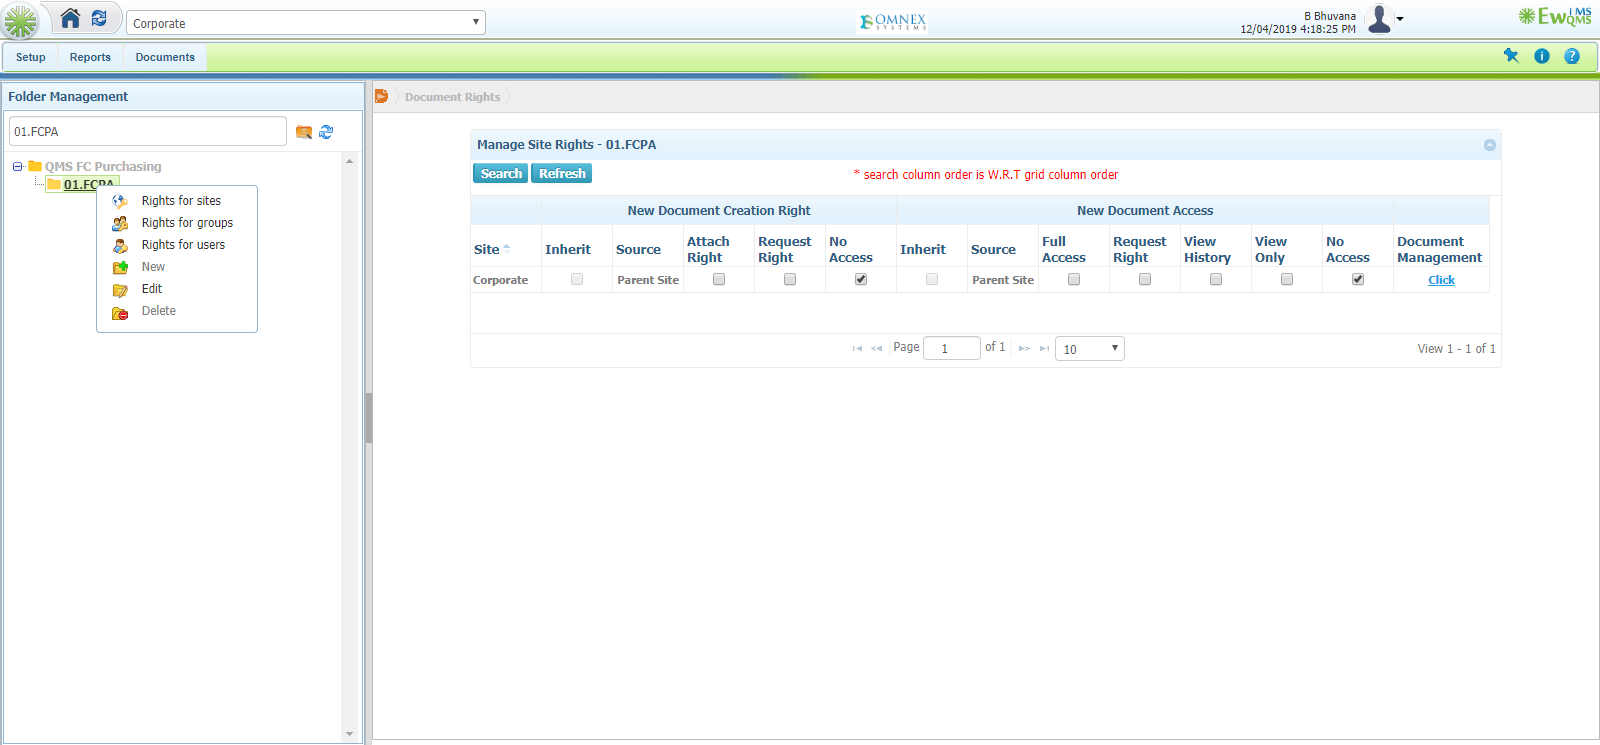 Corporate
OMNEX
SYSTEMS
B Bhuvana
12/04/2019 4:18:25 PM
EwQIMS
Setup
Reports
Documents
Folder Management
01.FCPA
QMS FC Purchasing
01.FCPA
Rights for sites
Rights for groups
Rights for users
New
Edit
Delete
Document Rights
Manage Site Rights - 01.FCPA
Search
Refresh
* search column order is W.R.T grid column order
New Document Creation Right
New Document Access
Site
Inherit
Source
Attach Right
Request Right
No Access
Inherit
Source
Full Access
Request Right
View History
View Only
No Access
Document Management
Corporate
Parent Site
Parent Site
Click
Page 1 of 1
10
View 1 - 1 of 1